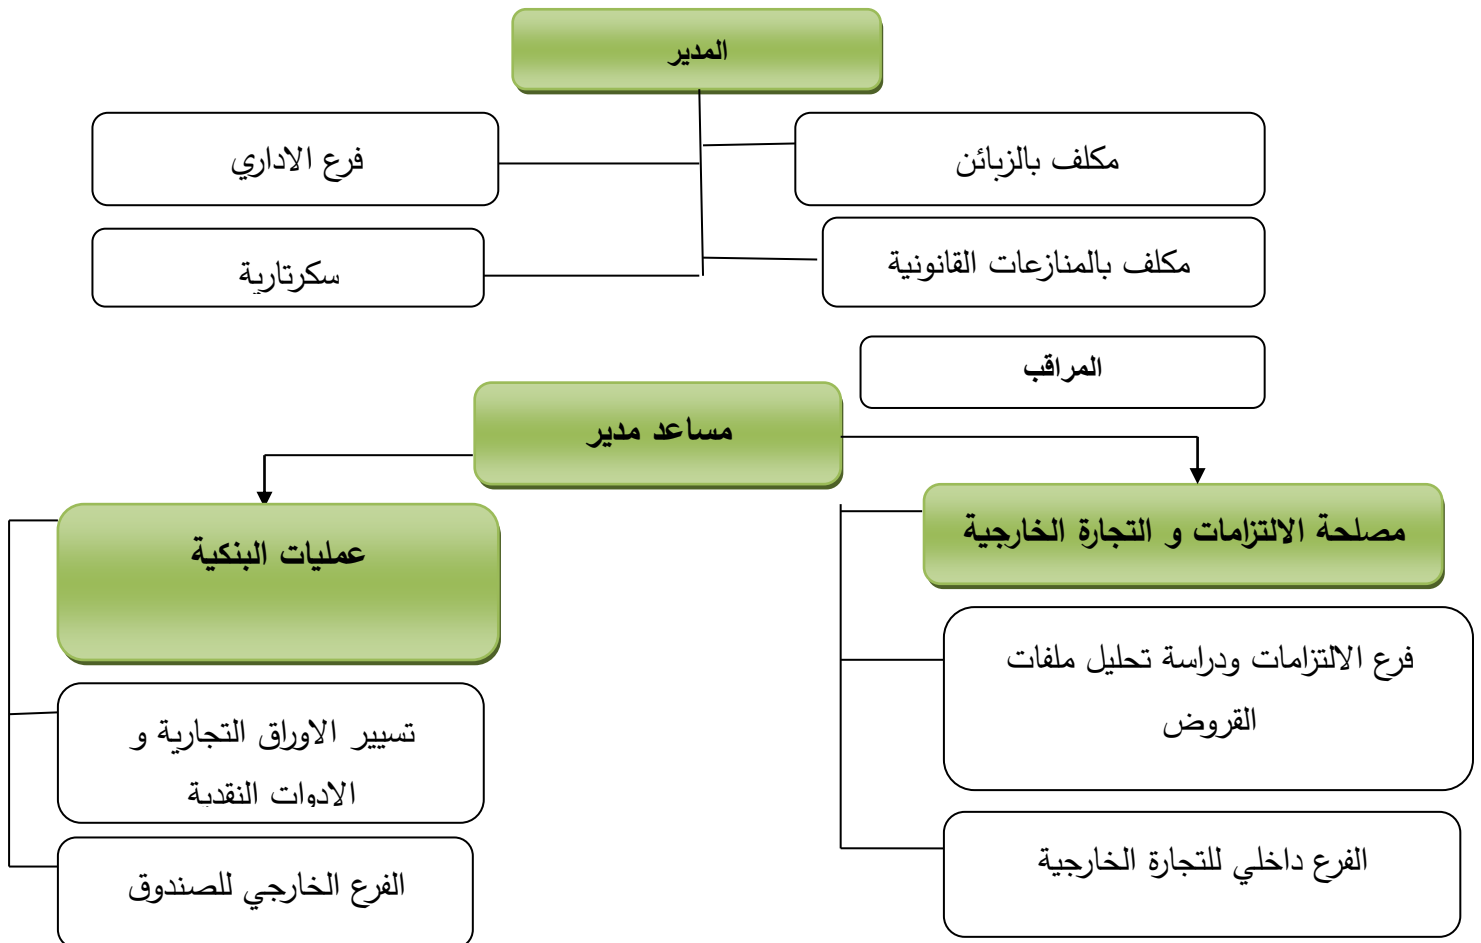 المدير
مكلف بالزبائن
فرع الاداري
مكلف بالمنازعات القانونية
سكرتارية
المراقب
مساعد مدير
مصلحة الالتزامات و التجارة الخارجية
عمليات البنكية
فرع الالتزامات ودراسة تحليل ملفات
القروض
تسيير الاوراق التجارية و
الادوات النقدية
الفرع داخلي للتجارة الخارجية
الفرع الخارجي للصندوق